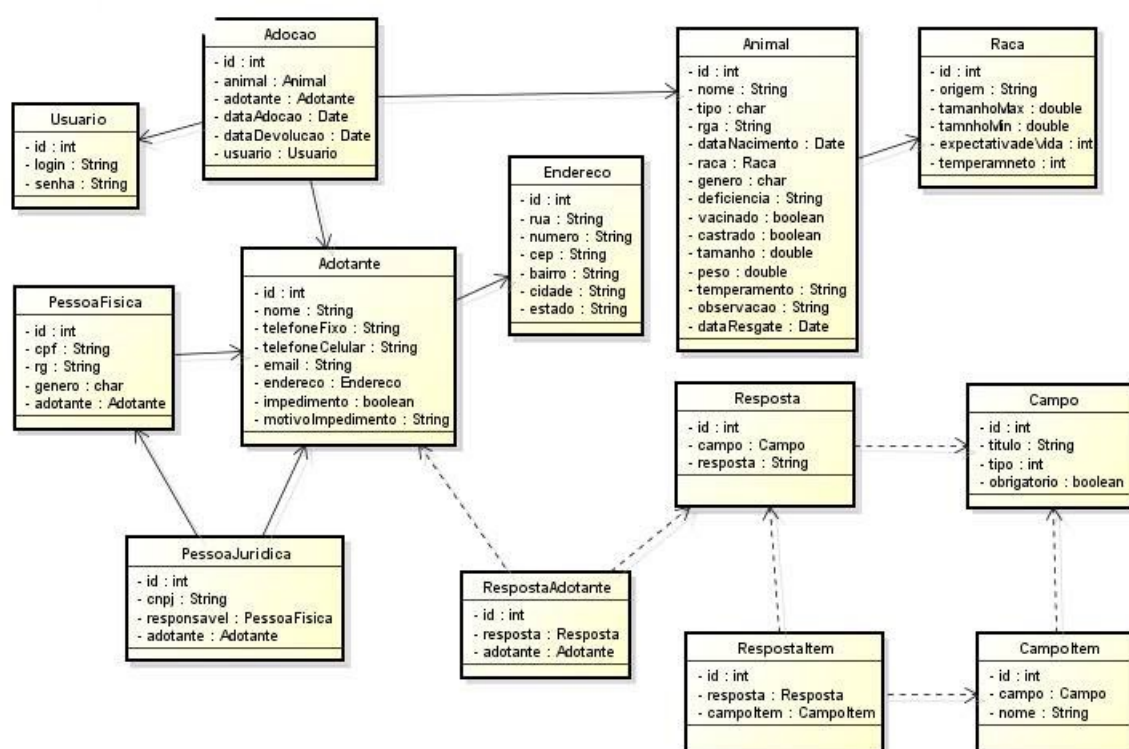 Adocao
- id : int
- animal : Animal
- adotante : Adotante
- dataAdocao : Date
- dataDevolucao : Date
- usuario : Usuario
Animal
- id : int
- nome : String
- tipo : char
- rga : String
- dataNacimento : Date
- raca : Raca
- genero : char
- deficiencia : String
- vacinado : boolean
- castrado : boolean
- tamanho : double
- peso : double
- temperamento : String
- observacao : String
- dataResgate : Date
Raca
- id : int
- origem : String
- tamanhoMax : double
- tamnhoMin : double
- expectativadeVida : int
- temperamneto : int
Usuario
- id : int
- login : String
- senha : String
Endereco
- id : int
- rua : String
- numero : String
- cep : String
- bairro : String
- cidade : String
- estado : String
Adotante
- id : int
- nome : String
- telefoneFixo : String
- telefoneCelular : String
- email : String
- endereco : Endereco
- impedimento : boolean
- motivoImpedimento : String
PessoaFisica
- id : int
- cpf : String
- rg : String
- genero : char
- adotante : Adotante
Resposta
- id : int
- campo : Campo
- resposta : String
Campo
- id : int
- titulo : String
- tipo : int
- obrigatorio : boolean
PessoaJuridica
- id : int
- cnpj : String
- responsavel : PessoaFisica
- adotante : Adotante
RespostaAdotante
- id : int
- resposta : Resposta
- adotante : Adotante
RespostaItem
- id : int
- resposta : Resposta
- campoItem : CampoItem
CampoItem
- id : int
- campo : Campo
- nome : String